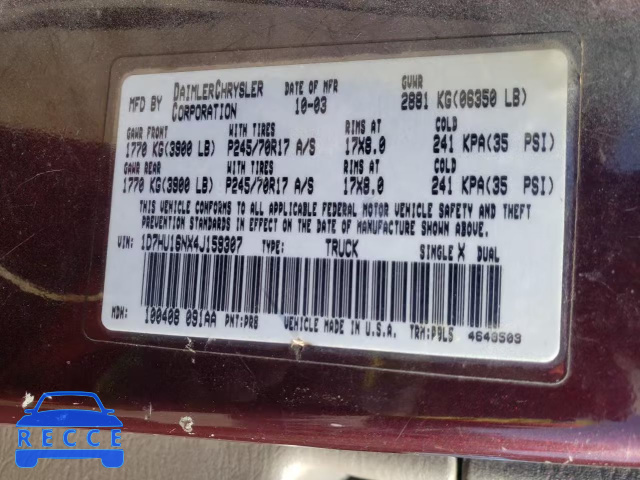 MFD BY DAIMLERCHRYSLER CORPORATION DATE OF MFR 10-03 GVWR 2881 KG(06350 LB)
GAWR FRONT WITH TIRES RIMS AT COLD
1770 KG(3900 LB) P245/70R17 A/S 17X8.0 241 KPA(35 PSI)
GAWR REAR WITH TIRES RIMS AT COLD
1770 KG(3900 LB) P245/70R17 A/S 17X8.0 241 KPA(35 PSI)
THIS VEHICLE CONFORMS TO ALL APPLICABLE FEDERAL MOTOR VEHICLE SAFETY AND THEFT
PREVENTION STANDARDS IN EFFECT ON THE DATE OF MANUFACTURE SHOWN ABOVE.
VIN: 1D7HU16NX4J158307 TYPE: TRUCK SINGLE X DUAL
MDH: 100408 091AA PNT:PR8 VEHICLE MADE IN U.S.A. TRM:P9LS 4648503
RECCE